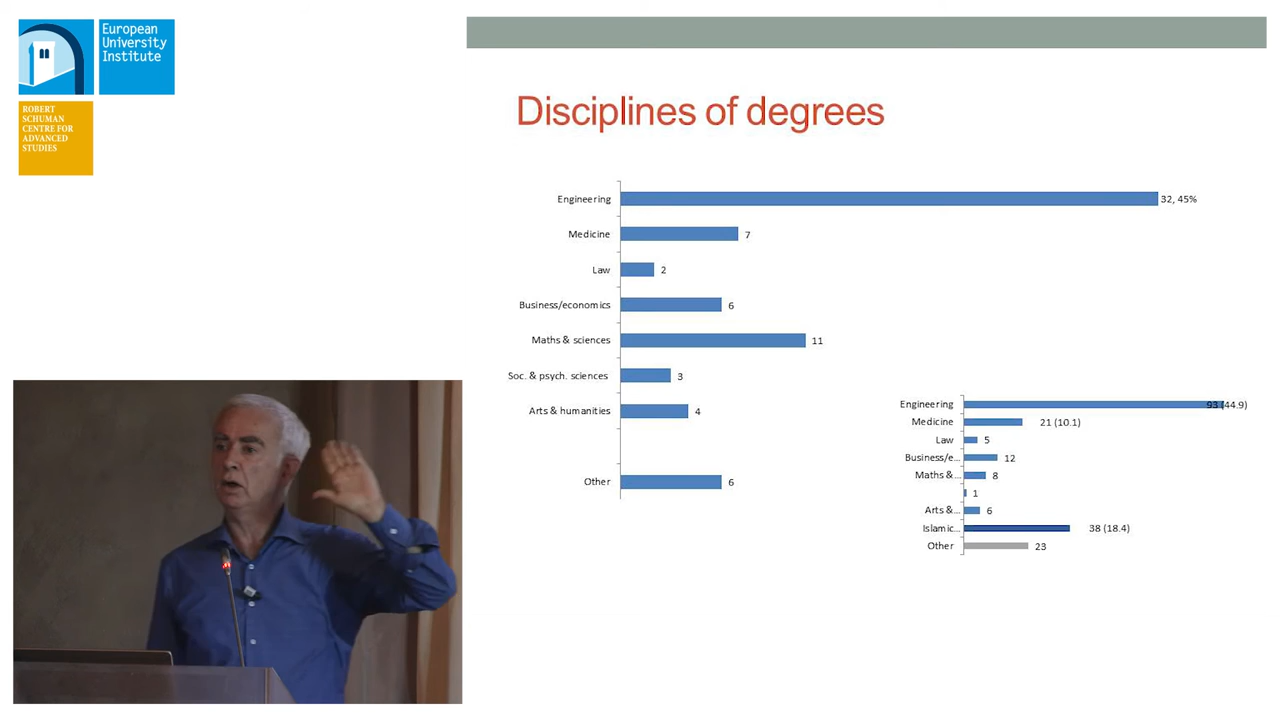 European
University
Institute
ROBERT
SCHUMAN
CENTRE FOR
ADVANCED
STUDIES
Disciplines of degrees
Engineering 32, 45%
Medicine 7
Law 2
Business/economics 6
Maths & sciences 11
Soc. & psych. sciences 3
Arts & humanities 4
Other 6
Engineering 93 (44.9)
Medicine 21 (10.1)
Law 5
Business/e... 12
Maths &... 8
1
Arts &... 6
Islamic... 38 (18.4)
Other 23